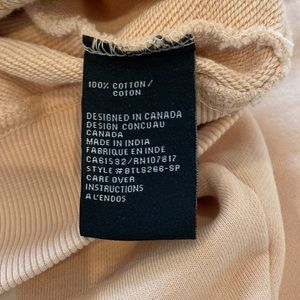 100% COTTON/
COTON
DESIGNED IN CANADA
DESIGN CONCUAU
CANADA
MADE IN INDIA
FABRIQUE EN INDE
CA61592/RN107817
STYLE #BTLS266-SP
CARE OVER
INSTRUCTIONS
A L'ENDOS